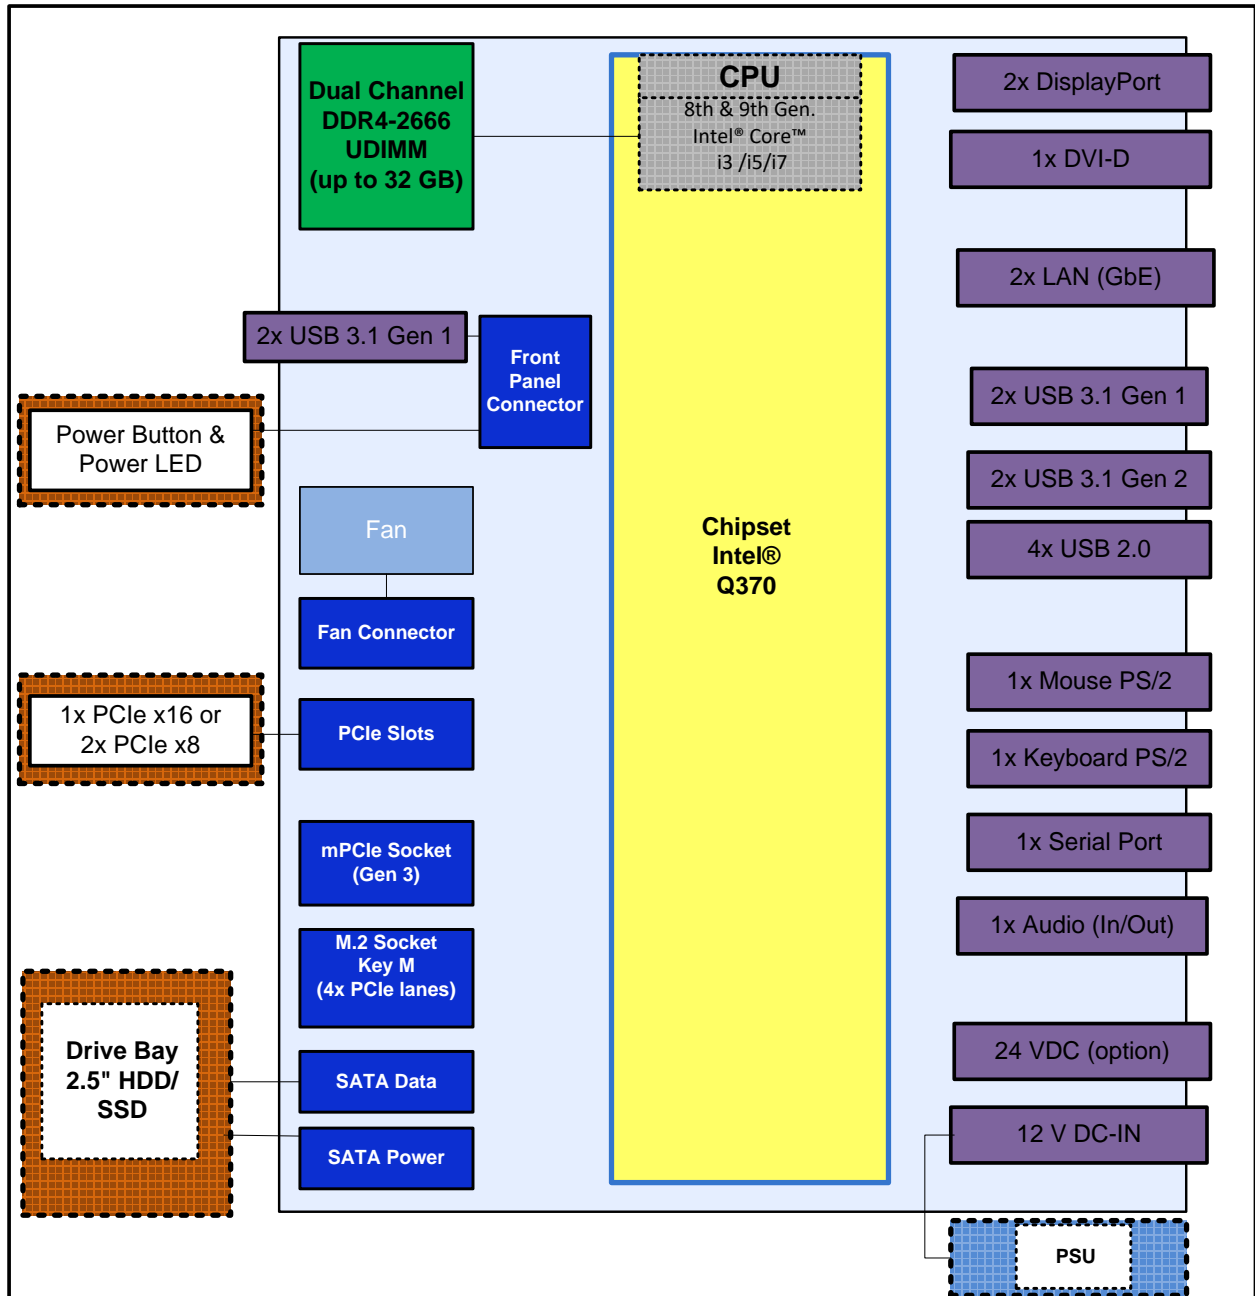 Dual Channel
DDR4-2666
UDIMM
(up to 32 GB)
CPU
8th & 9th Gen.
Intel® Core™
i3 /i5/i7
2x DisplayPort
1x DVI-D
2x LAN (GbE)
2x USB 3.1 Gen 1
Front
Panel
Connector
Power Button &
Power LED
2x USB 3.1 Gen 1
2x USB 3.1 Gen 2
4x USB 2.0
Fan
Fan Connector
Chipset
Intel®
Q370
1x PCIe x16 or
2x PCIe x8
PCIe Slots
1x Mouse PS/2
1x Keyboard PS/2
mPCIe Socket
(Gen 3)
1x Serial Port
M.2 Socket
Key M
(4x PCIe lanes)
1x Audio (In/Out)
Drive Bay
2.5" HDD/
SSD
SATA Data
SATA Power
24 VDC (option)
12 V DC-IN
PSU